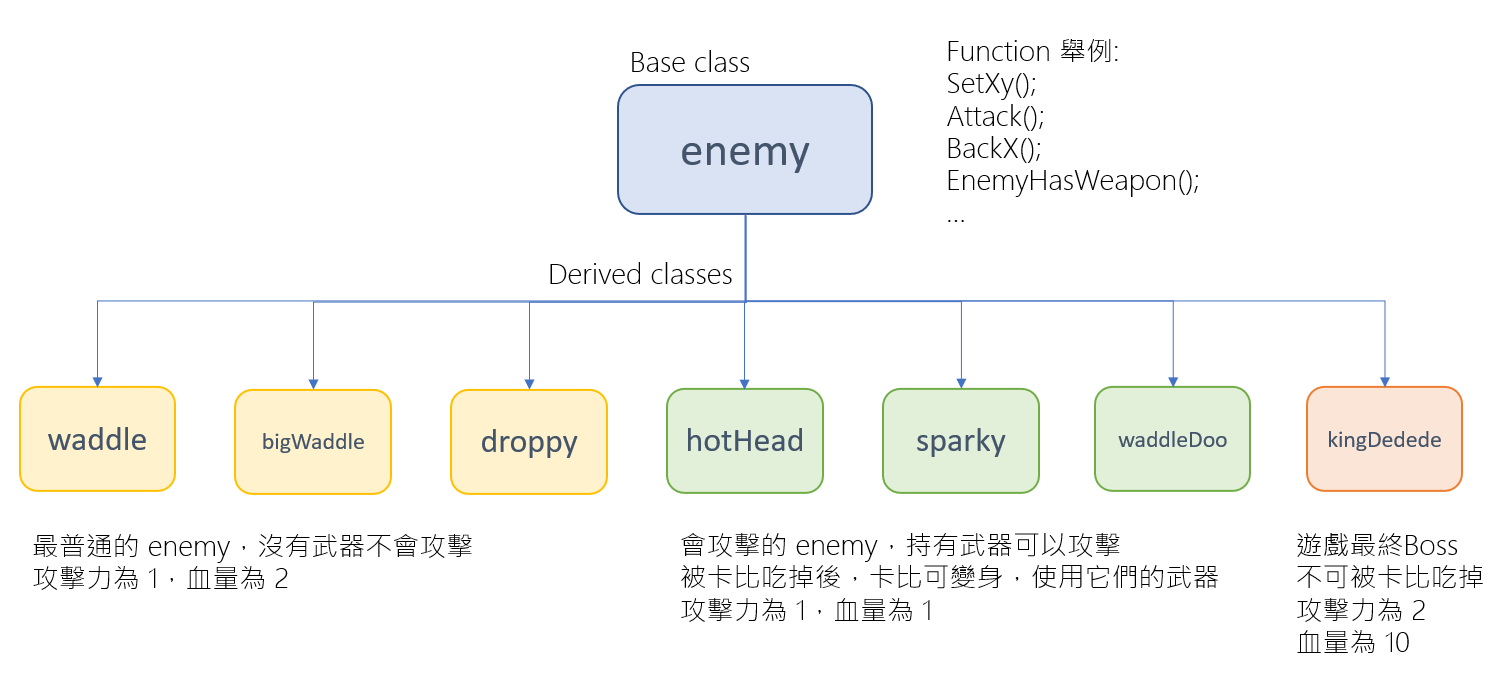 Base class
enemy
Function 舉例:
SetXy();
Attack();
BackX();
EnemyHasWeapon();
...
Derived classes
waddle
bigWaddle
droppy
hotHead
sparky
waddleDoo
kingDedede
最普通的 enemy，沒有武器不會攻擊
攻擊力為 1，血量為 2
會攻擊的 enemy，持有武器可以攻擊
被卡比吃掉後，卡比可變身，使用它們的武器
攻擊力為 1，血量為 1
遊戲最終Boss
不可被卡比吃掉
攻擊力為 2
血量為 10